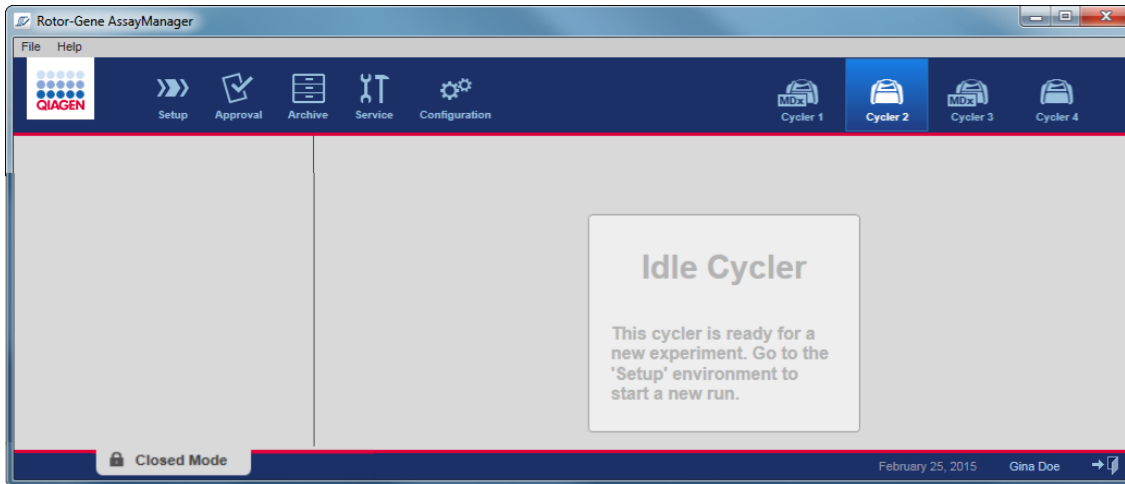 Rotor-Gene AssayManager
File Help
QIAGEN
Setup Approval Archive Service Configuration
MDx MDx
Cycler 1 Cycler 2 Cycler 3 Cycler 4
Idle Cycler
This cycler is ready for a
new experiment. Go to the
'Setup' environment to
start a new run.
Closed Mode
February 25, 2015 Gina Doe